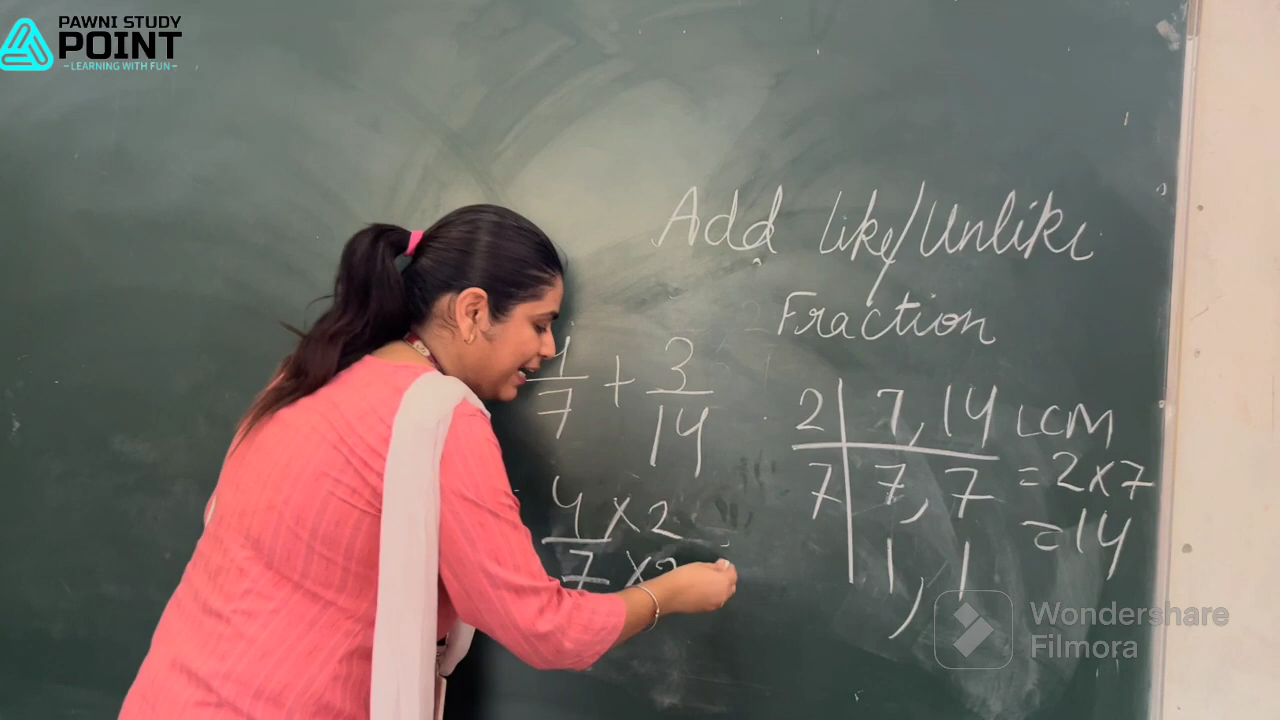 PAWNI STUDY
POINT
-LEARNING WITH FUN-
Add like/Unlike
Fraction
4/7 + 3/14
4/7 × 2/2
2 | 7, 14
7 | 7, 7
1, 1
LCM
=2×7
=14
Wondershare
Filmora